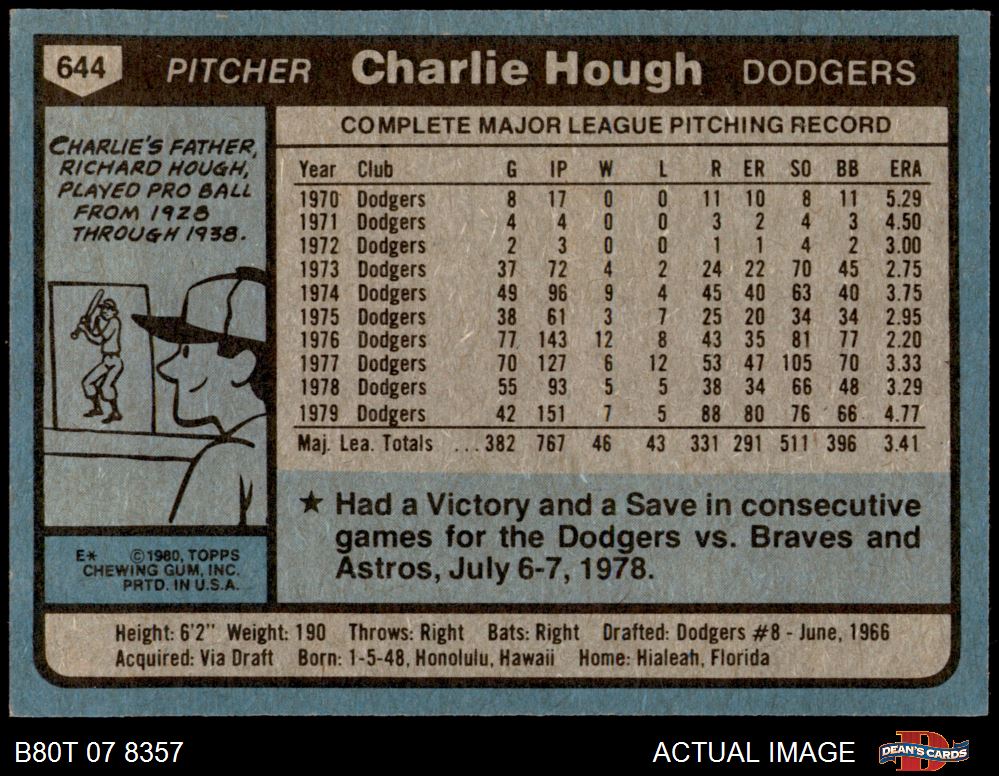 644 PITCHER Charlie Hough DODGERS
CHARLIE'S FATHER,
RICHARD HOUGH,
PLAYED PRO BALL
FROM 1928
THROUGH 1938.
COMPLETE MAJOR LEAGUE PITCHING RECORD
Year Club G IP W L R ER SO BB ERA
1970 Dodgers 8 17 0 0 11 10 8 11 5.29
1971 Dodgers 4 4 0 0 3 2 4 3 4.50
1972 Dodgers 2 3 0 0 1 1 4 2 3.00
1973 Dodgers 37 72 4 2 24 22 70 45 2.75
1974 Dodgers 49 96 9 4 45 40 63 40 3.75
1975 Dodgers 38 61 3 7 25 20 34 34 2.95
1976 Dodgers 77 143 12 8 43 35 81 77 2.20
1977 Dodgers 70 127 6 12 53 47 105 70 3.33
1978 Dodgers 55 93 5 5 38 34 66 48 3.29
1979 Dodgers 42 151 7 5 88 80 76 66 4.77
Maj. Lea. Totals ... 382 767 46 43 331 291 511 396 3.41
★ Had a Victory and a Save in consecutive
games for the Dodgers vs. Braves and
Astros, July 6-7, 1978.
E* ©1980, TOPPS
CHEWING GUM, INC.
PRTD. IN U.S.A.
Height: 6'2" Weight: 190 Throws: Right Bats: Right Drafted: Dodgers #8 - June, 1966
Acquired: Via Draft Born: 1-5-48, Honolulu, Hawaii Home: Hialeah, Florida
B80T 07 8357 ACTUAL IMAGE DEAN'S CARDS